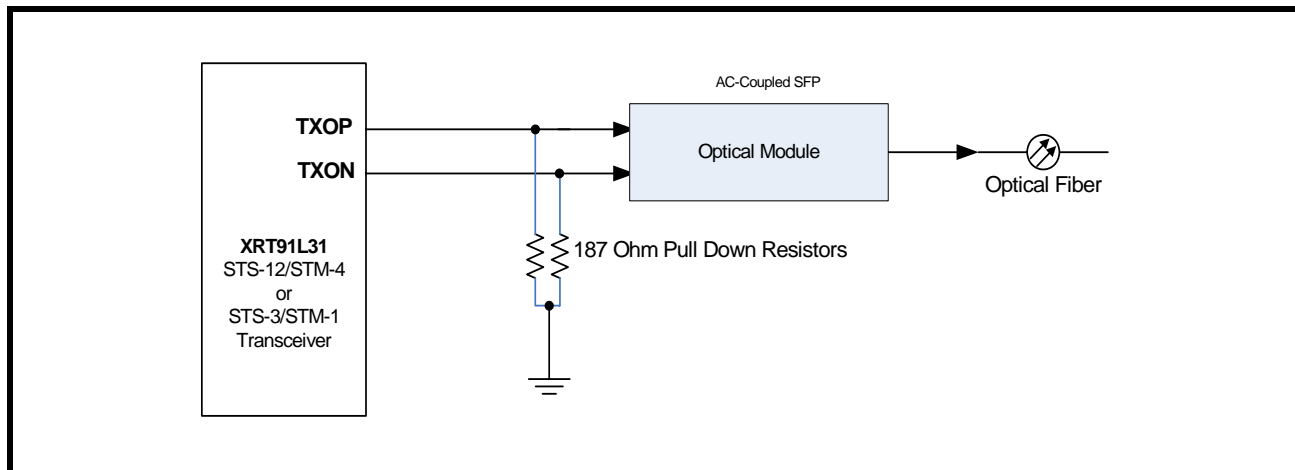 AC-Coupled SFP
TXOP
Optical Module
TXON
Optical Fiber
XRT91L31
STS-12/STM-4
or
STS-3/STM-1
Transceiver
187 Ohm Pull Down Resistors